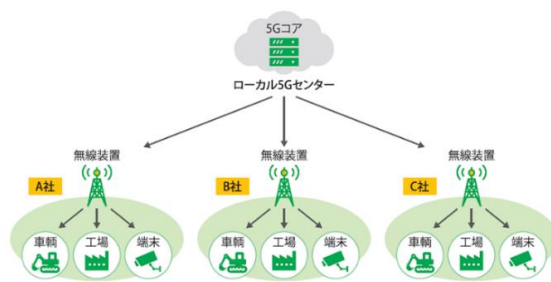 5Gコア
ローカル5Gセンター
無線装置 無線装置 無線装置
A社 B社 C社
車輌 工場 端末 車輌 工場 端末 車輌 工場 端末